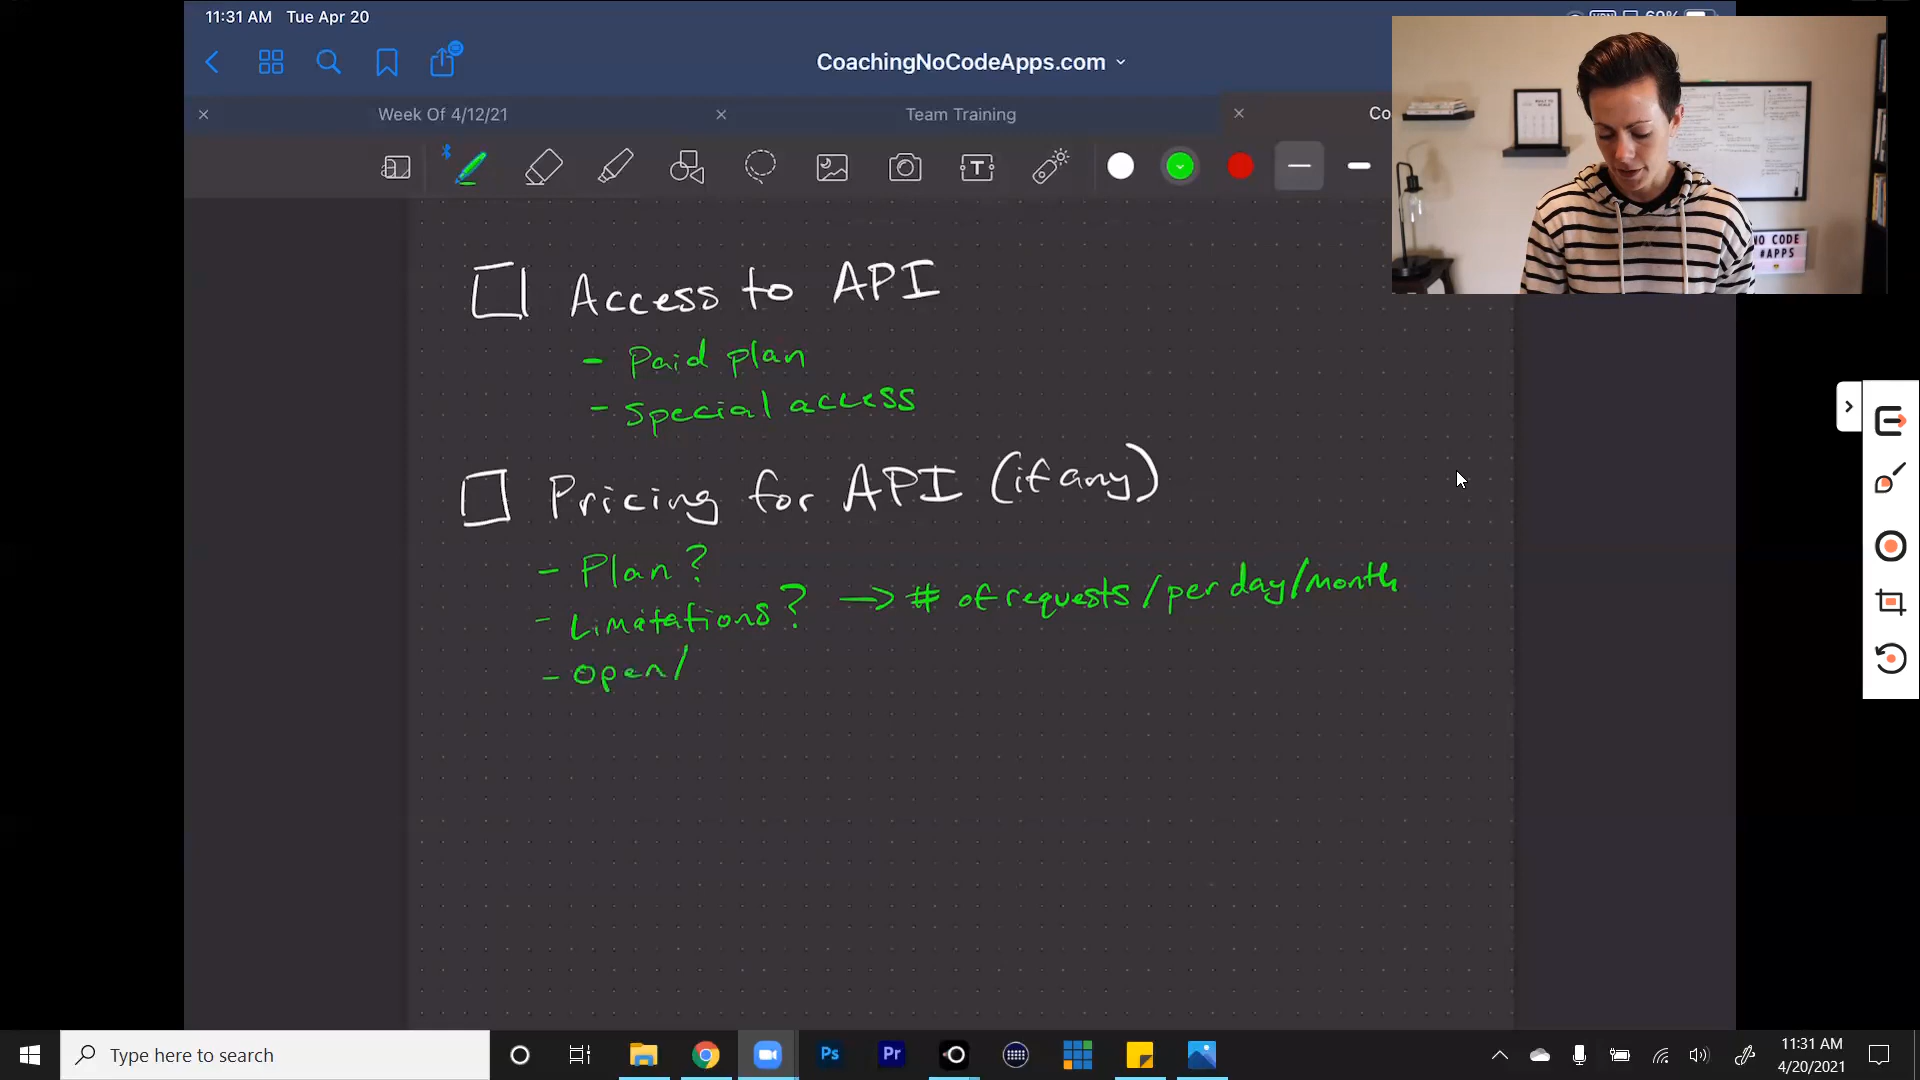 11:31 AM Tue Apr 20
CoachingNoCodeApps.com
Week Of 4/12/21
Team Training
Co
T
NO CODE
#APPS
Access to API
- Paid plan
- Special access
Pricing for API (if any)
- Plan?
- Limitations? → # of requests / per day/month
- Open/
Type here to search
Ps
Pr
11:31 AM
4/20/2021